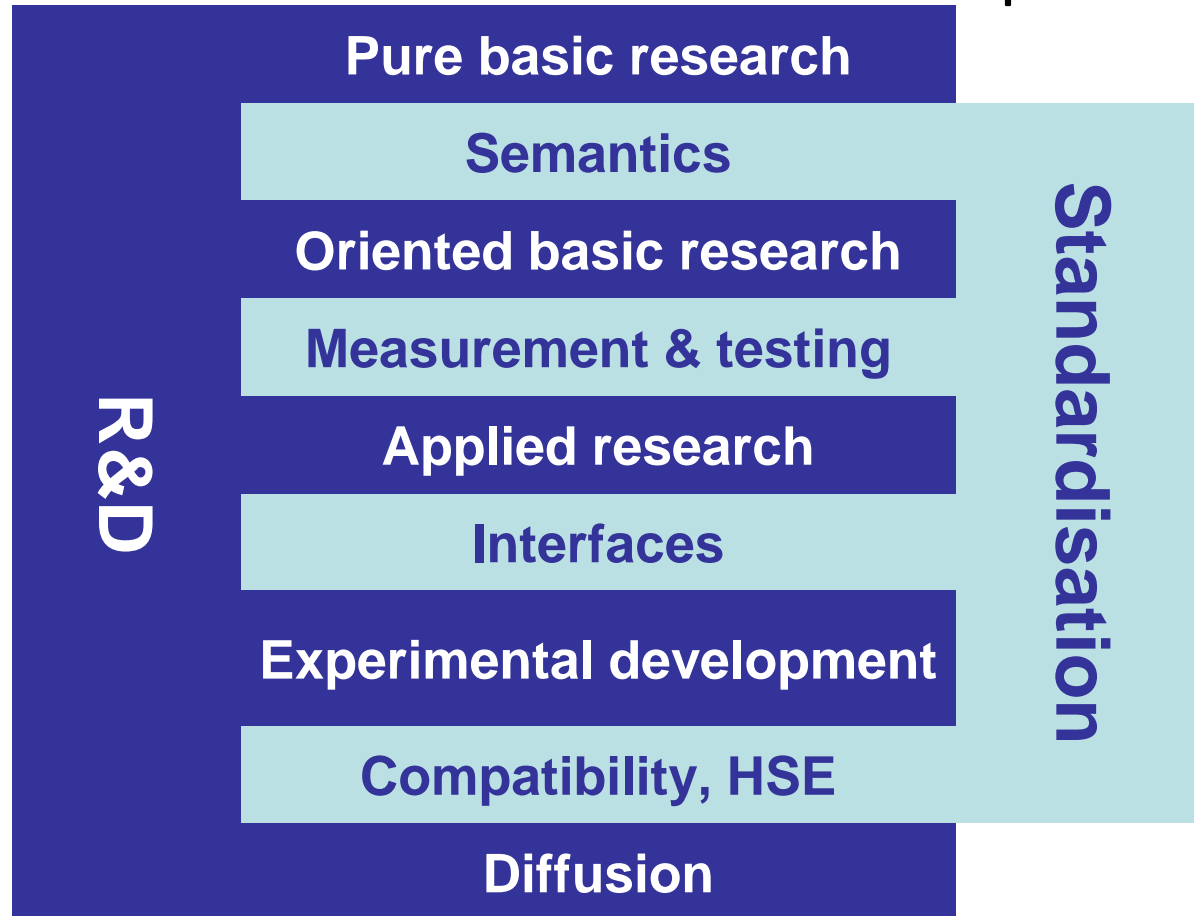 Pure basic research
Semantics
Oriented basic research
Measurement & testing
Applied research
Interfaces
Experimental development
Compatibility, HSE
Diffusion
R&D
Standardisation